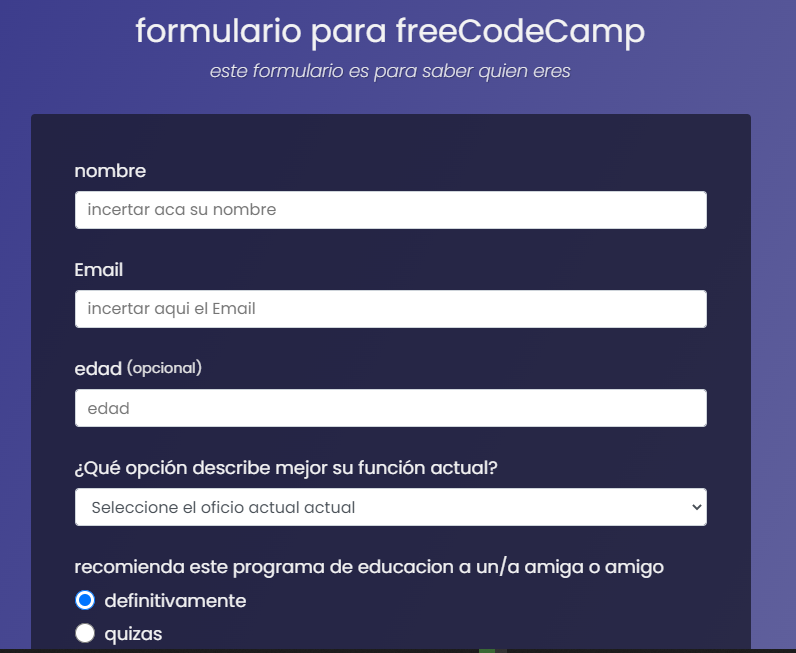 formulario para freeCodeCamp
este formulario es para saber quien eres
nombre
incertar aca su nombre
Email
incertar aqui el Email
edad (opcional)
edad
¿Qué opción describe mejor su función actual?
Seleccione el oficio actual actual
recomienda este programa de educacion a un/a amiga o amigo
definitivamente
quizas